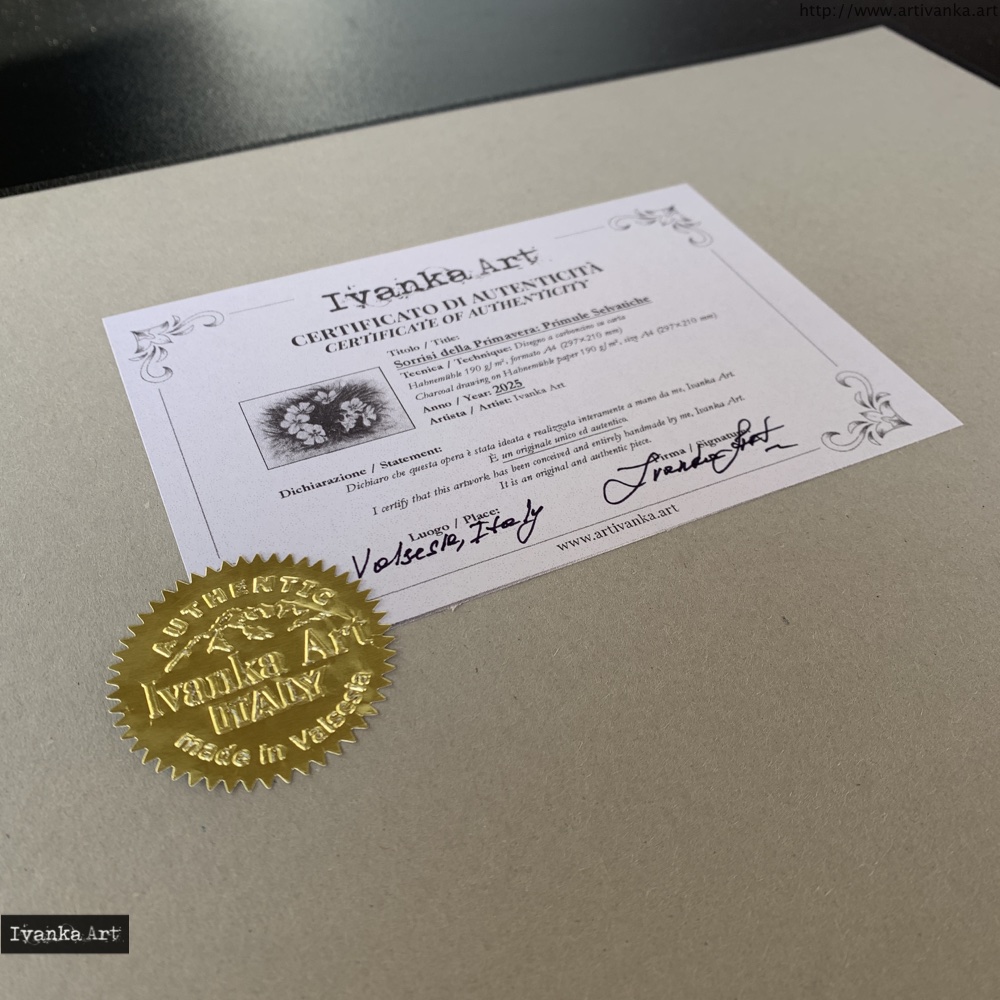 http://www.artivanka.art
Ivanka Art
CERTIFICATO DI AUTENTICITÀ
CERTIFICATE OF AUTHENTICITY
Titolo / Title:
Sorrisi della Primavera: Primule Selvatiche
Tecnica / Technique: Disegno a carboncino su carta
Hahnemühle 190 g/m², formato A4 (297×210 mm)
Charcoal drawing on Hahnemühle paper 190 g/m², size A4 (297×210 mm)
Anno / Year: 2025
Artista / Artist: Ivanka Art
Dichiarazione / Statement:
Dichiaro che questa opera è stata ideata e realizzata interamente a mano da me, Ivanka Art
È un originale unico ed autentico.
I certify that this artwork has been conceived and entirely handmade by me, Ivanka Art.
It is an original and authentic piece.
Luogo / Place:
Valsesia, Italy
Firma / Signature
Ivanka Art
www.artivanka.art
AUTHENTIC
Ivanka Art
ITALY
made in Valsesia
Ivanka Art